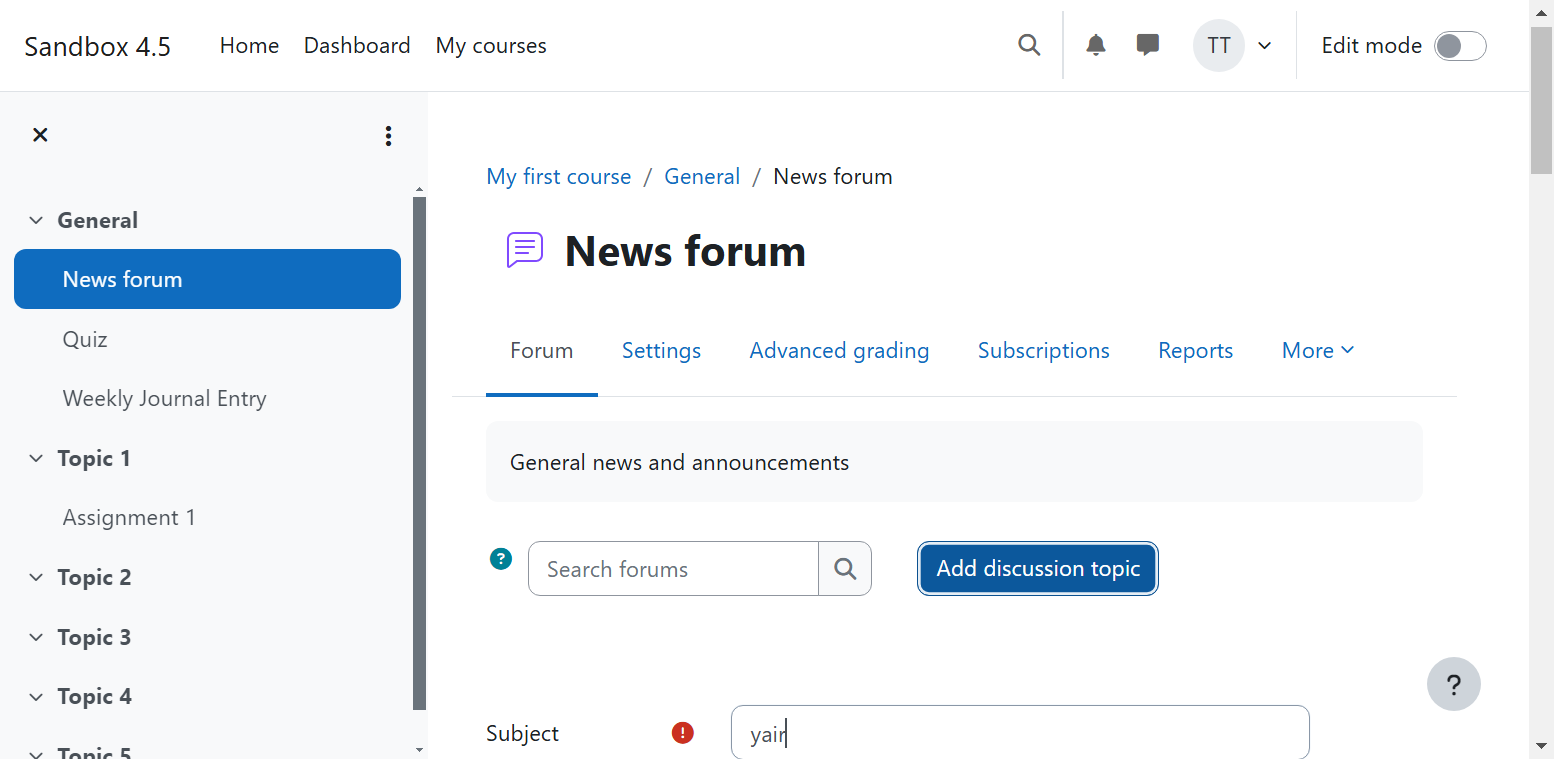 Sandbox 4.5 Home Dashboard My courses TT Edit mode
General
News forum
Quiz
Weekly Journal Entry
Topic 1
Assignment 1
Topic 2
Topic 3
Topic 4
Topic 5
My first course / General / News forum
News forum
Forum Settings Advanced grading Subscriptions Reports More
General news and announcements
? Search forums Add discussion topic
?
Subject ! yair